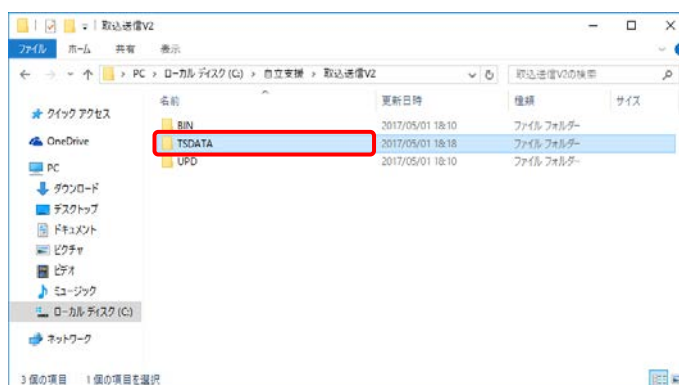 取込送信V2
ファイル ホーム 共有 表示
PC › ローカル ディスク (C:) › 自立支援 › 取込送信V2 取込送信V2の検索
名前 更新日時 種類 サイズ
クイック アクセス
OneDrive
PC
ダウンロード
デスクトップ
ドキュメント
ピクチャ
ビデオ
ミュージック
ローカル ディスク (C:)
ネットワーク
BIN 2017/05/01 18:10 ファイル フォルダー
TSDATA 2017/05/01 18:18 ファイル フォルダー
UPD 2017/05/01 18:10 ファイル フォルダー
3 個の項目 1 個の項目を選択